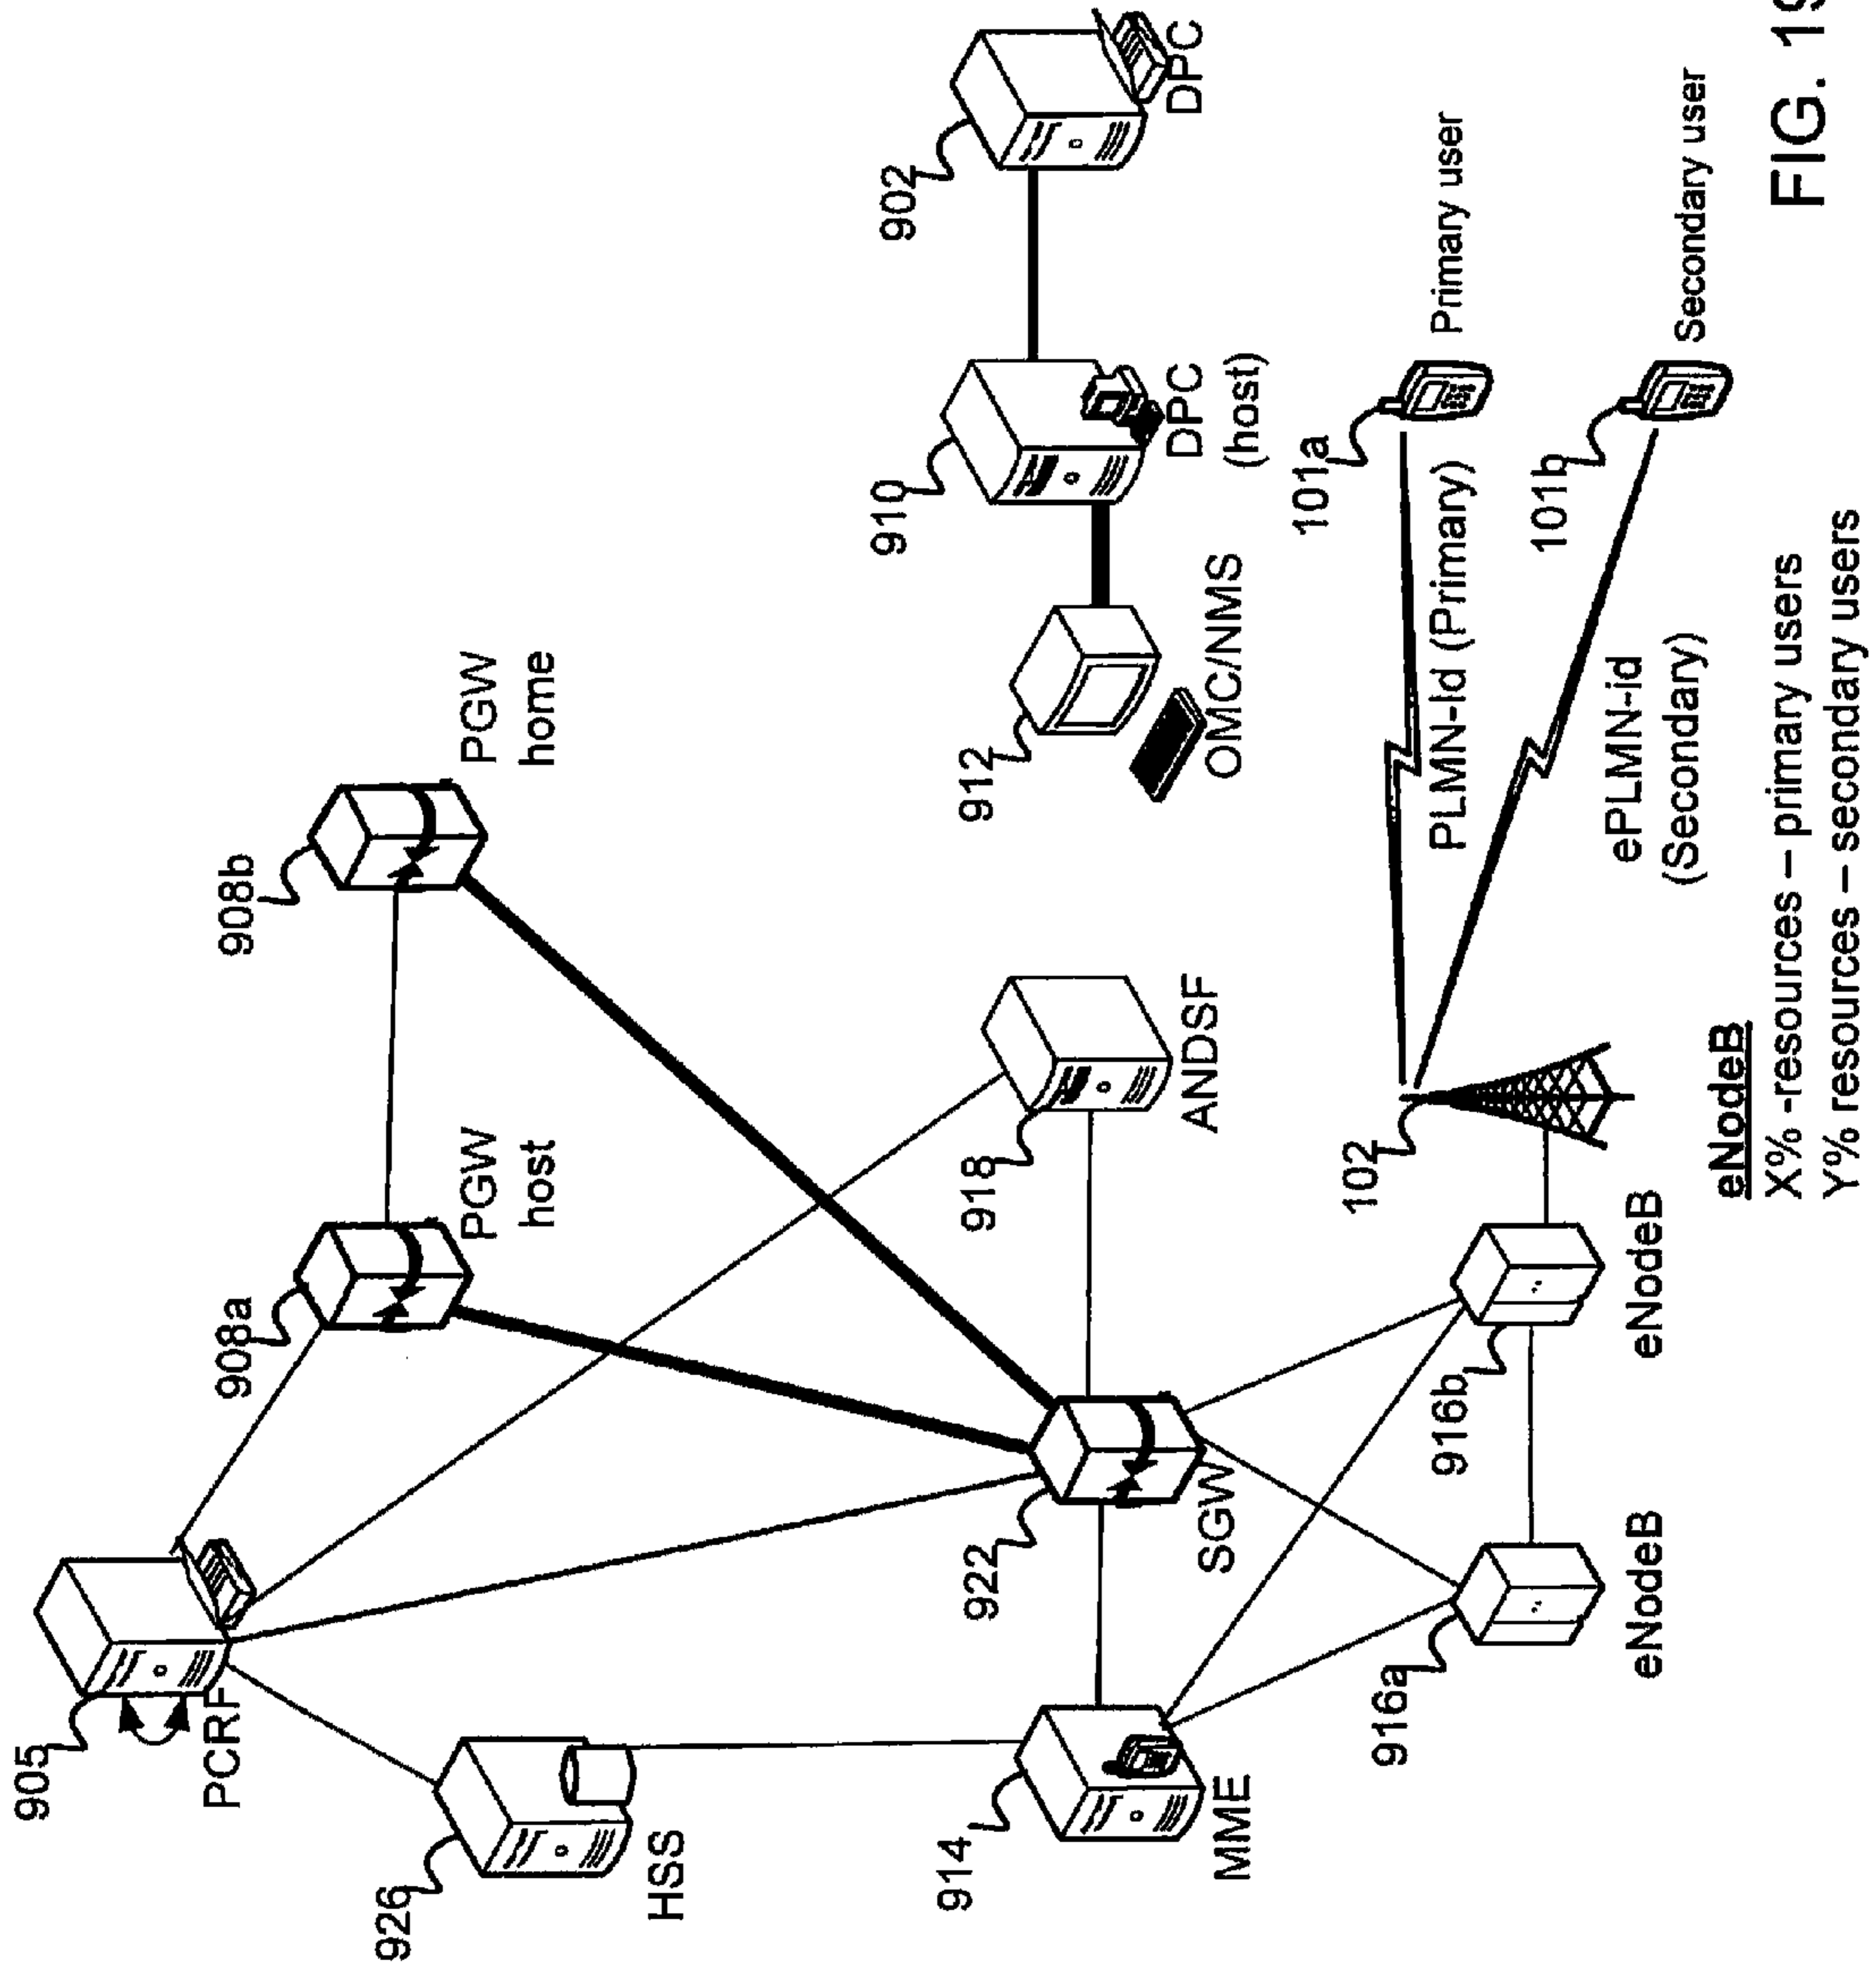 905
PCRF
908a
PGW
host
908b
PGW
home
926
HSS
910
DPC
(host)
902
DPC
914
MME
922
SGW
918
ANDSF
912
OMC/NMS
101a
Primary user
PLMN-Id (Primary)
916a
eNodeB
916b
eNodeB
102
101b
Secondary user
ePLMN-id
(Secondary)
eNodeB
X% -resources – primary users
Y% resources – secondary users
FIG. 19